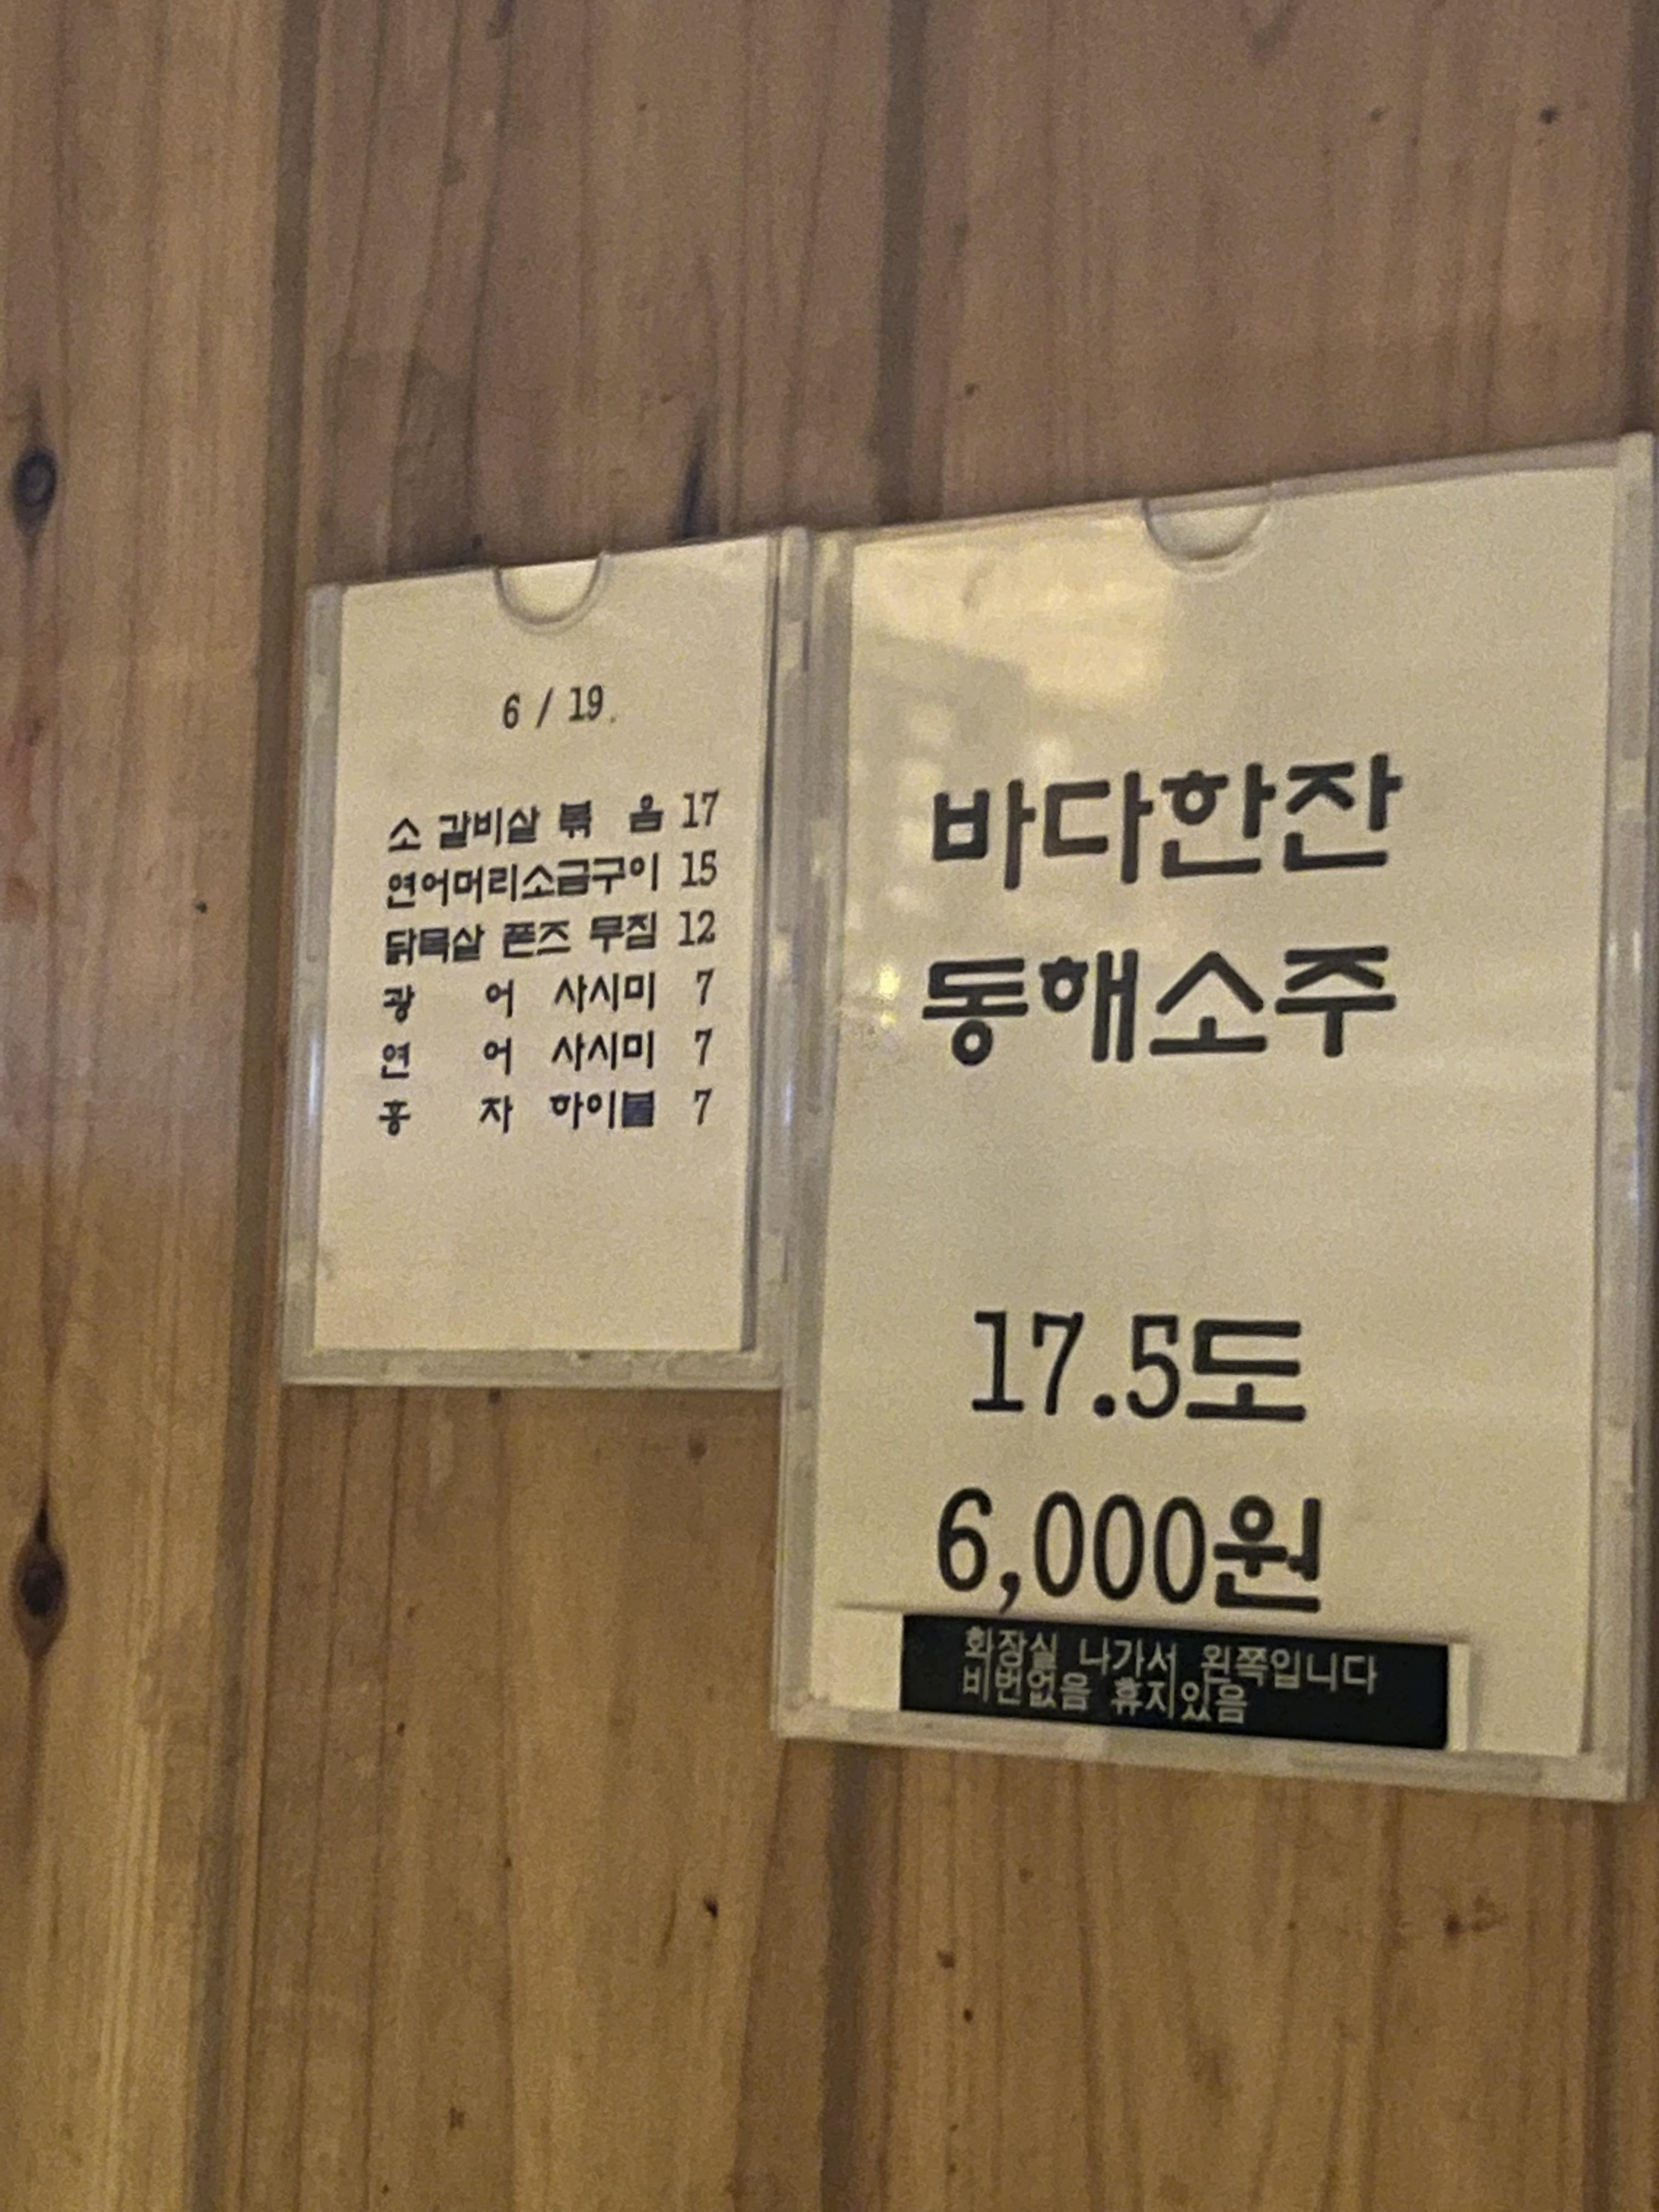 6 / 19.
소 갈비살 볶 음 17
연어머리소금구이 15
닭목살 폰즈 무침 12
광 어 사시미 7
연 어 사시미 7
홍 차 하이볼 7
바다한잔
동해소주
17.5도
6,000원
화장실 나가서 왼쪽입니다
비번없음 휴지있음